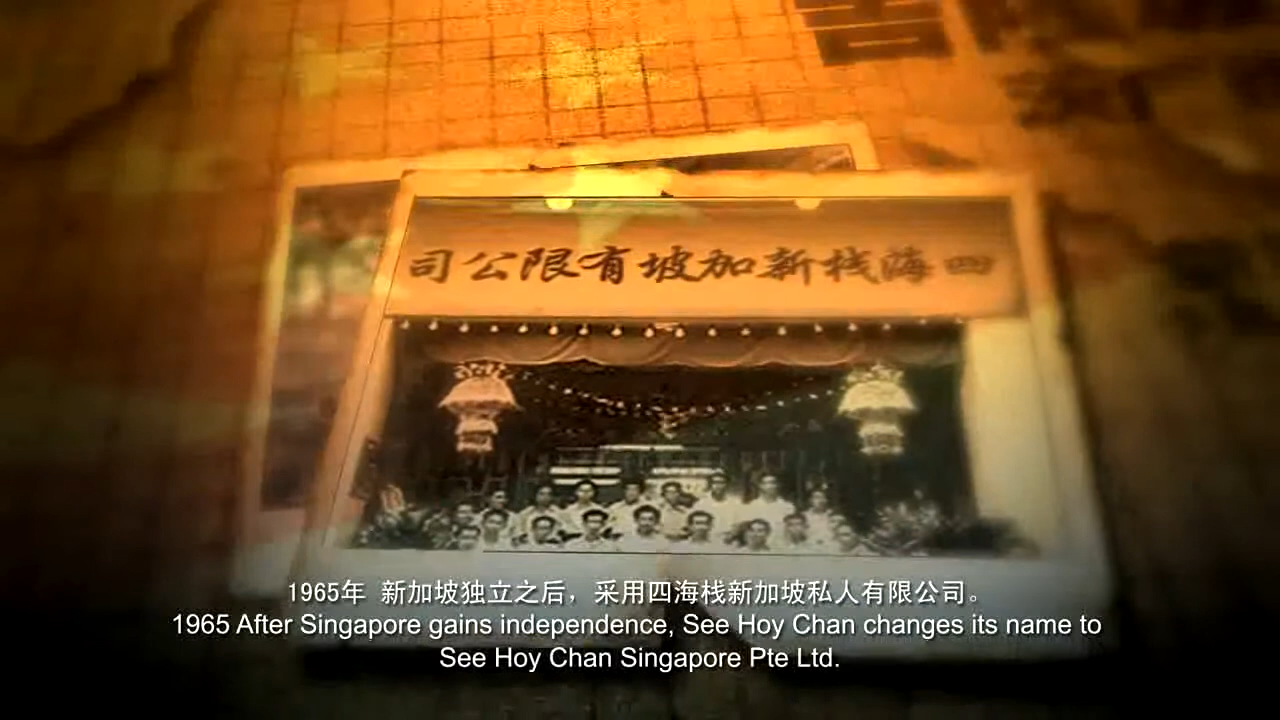 四海栈新加坡有限公司
1965年 新加坡独立之后，采用四海栈新加坡私人有限公司。
1965 After Singapore gains independence, See Hoy Chan changes its name to
See Hoy Chan Singapore Pte Ltd.